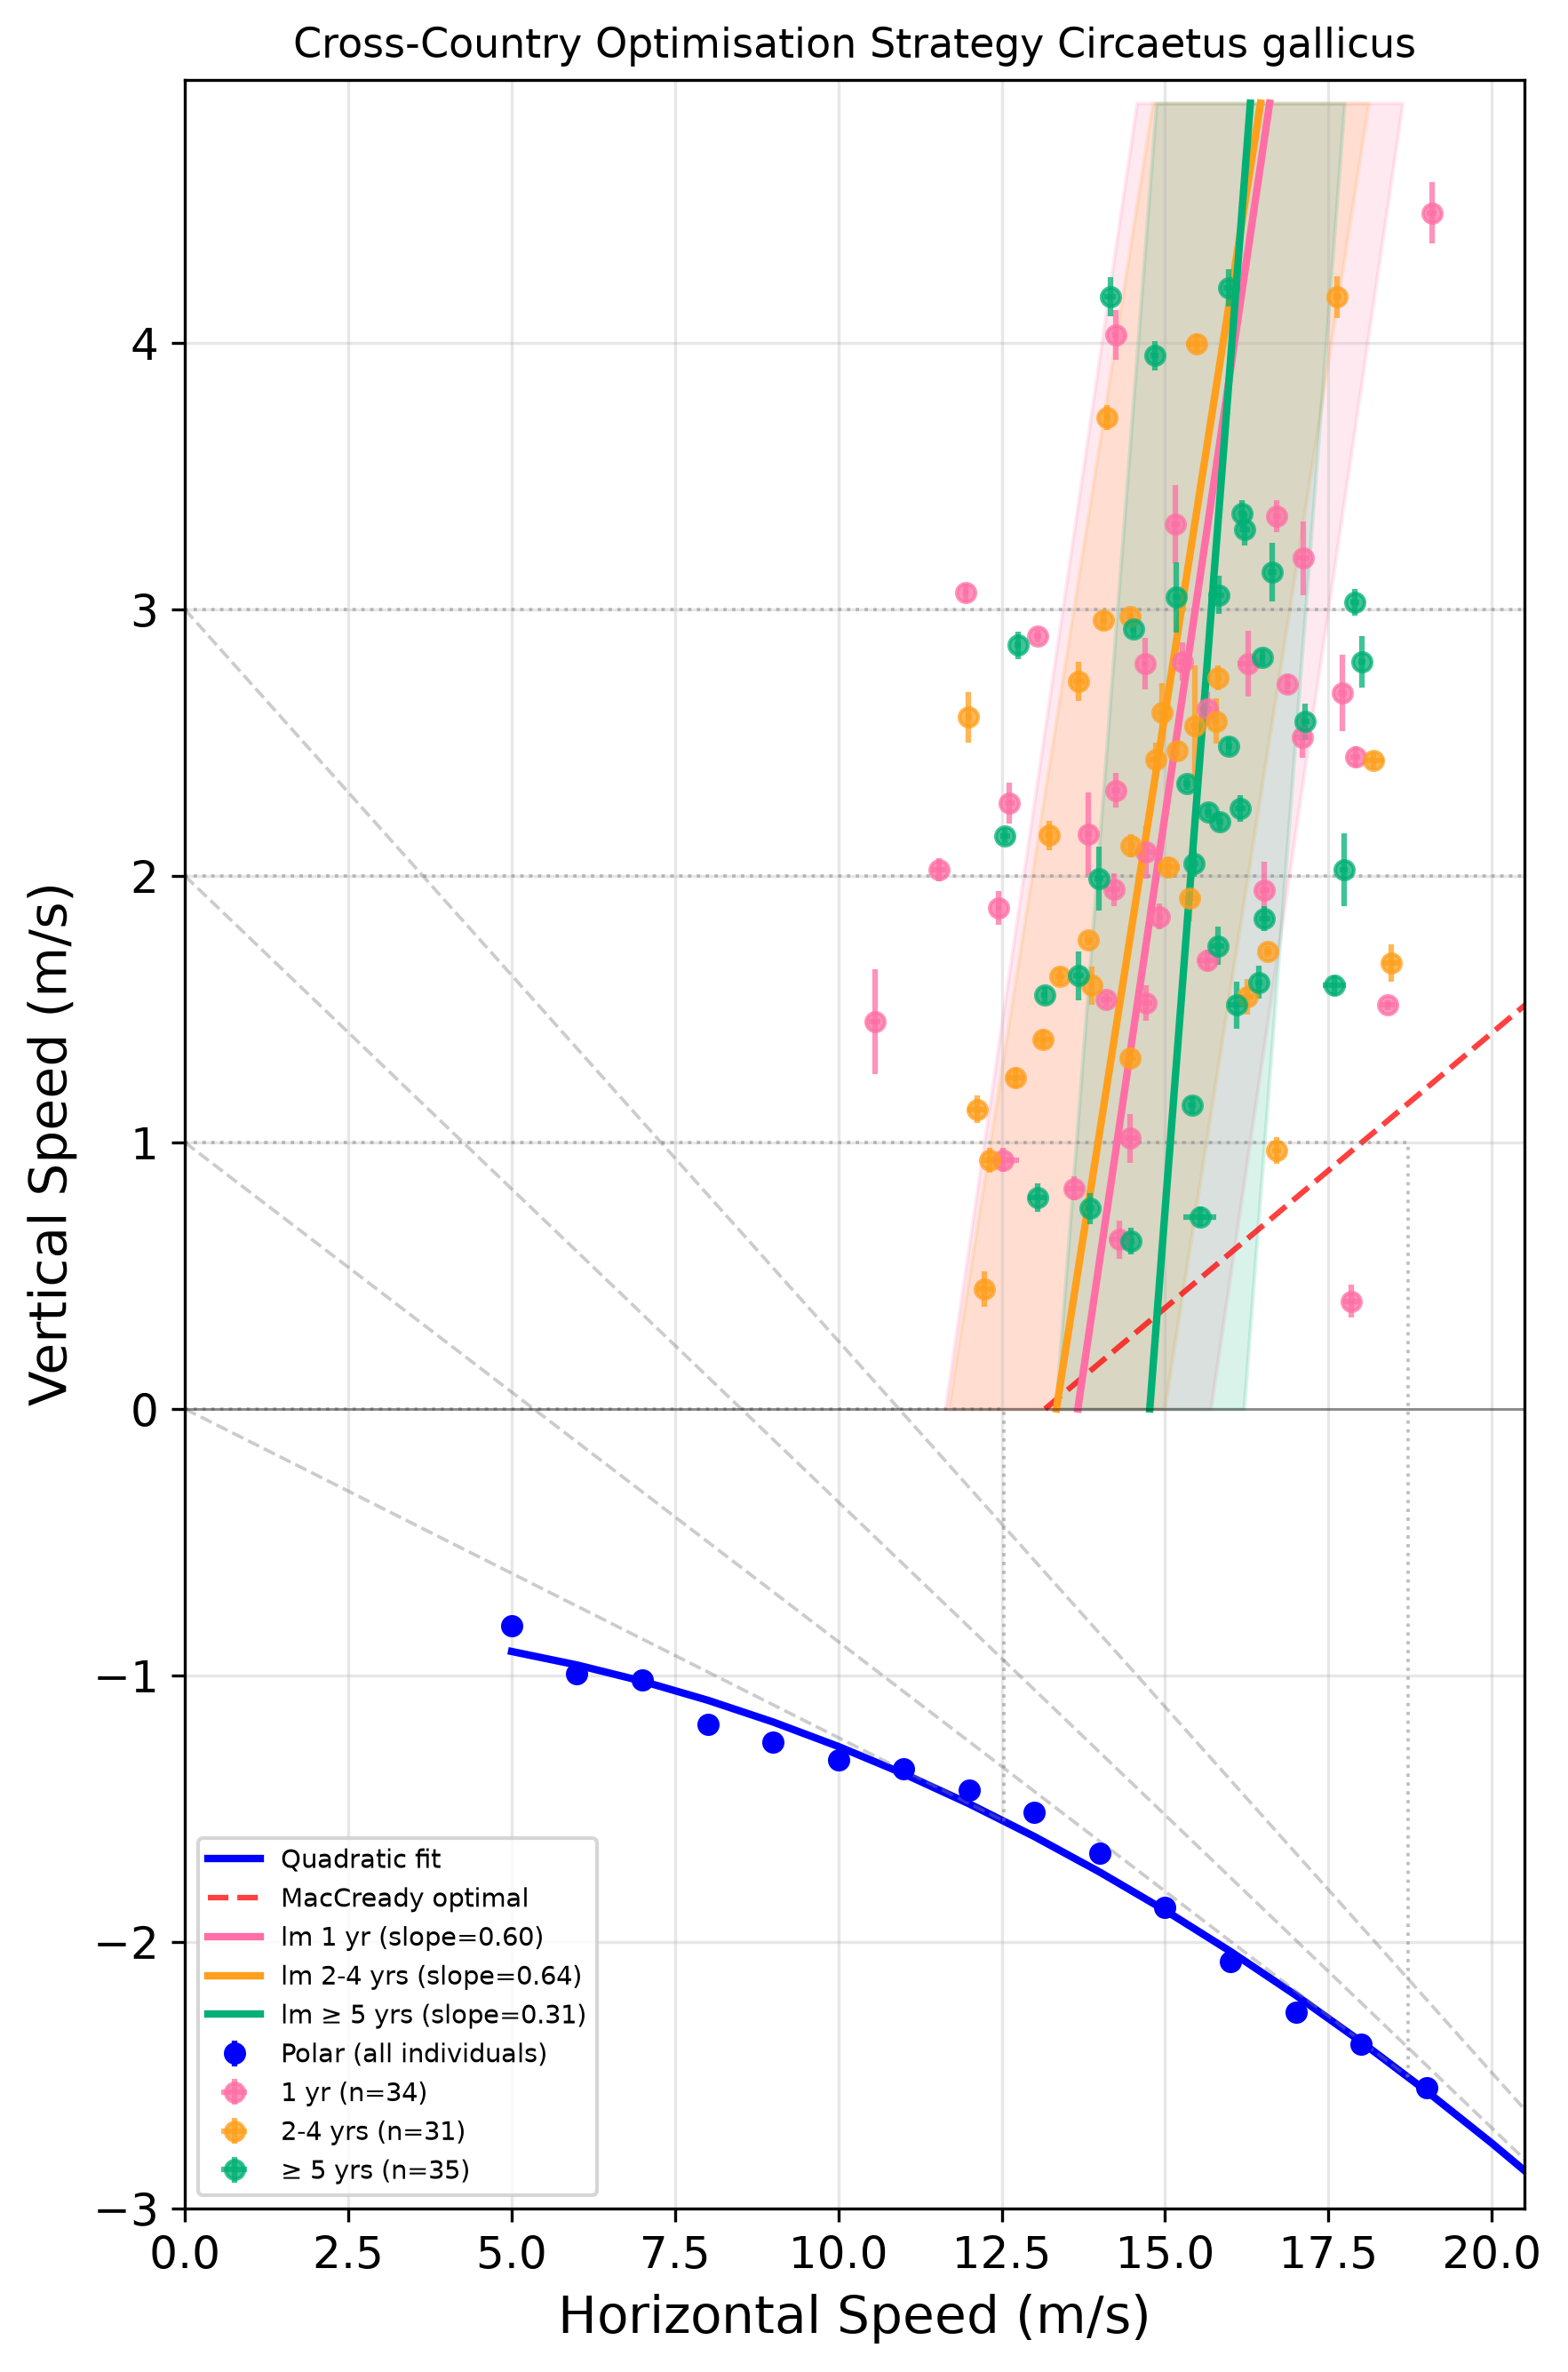 Cross-Country Optimisation Strategy Circaetus gallicus
Vertical Speed (m/s)
4
3
2
1
0
−1
−2
−3
Quadratic fit
MacCready optimal
lm 1 yr (slope=0.60)
lm 2-4 yrs (slope=0.64)
lm ≥ 5 yrs (slope=0.31)
Polar (all individuals)
1 yr (n=34)
2-4 yrs (n=31)
≥ 5 yrs (n=35)
0.0 2.5 5.0 7.5 10.0 12.5 15.0 17.5 20.0
Horizontal Speed (m/s)